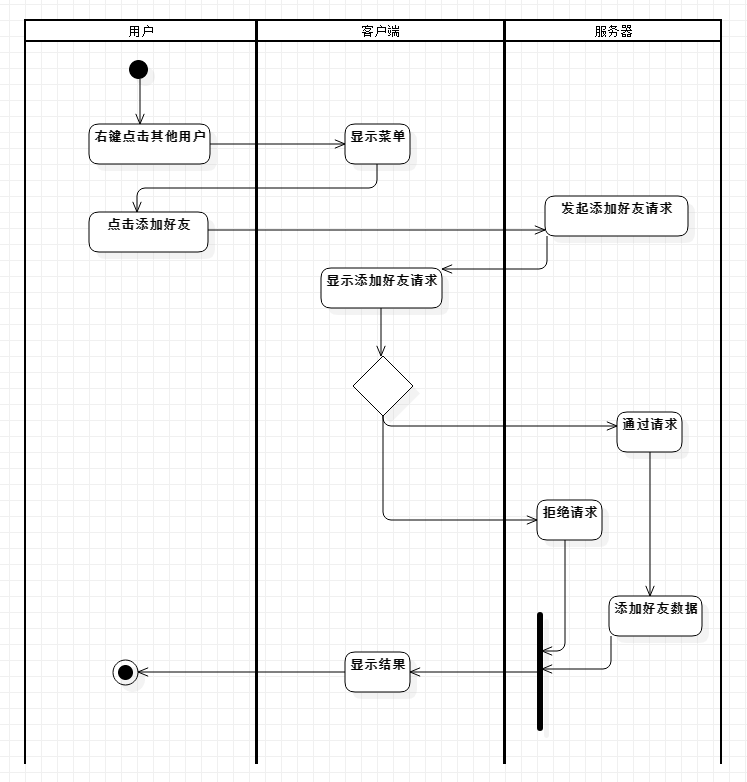 用户
客户端
服务器
右键点击其他用户
显示菜单
发起添加好友请求
点击添加好友
显示添加好友请求
通过请求
拒绝请求
添加好友数据
显示结果